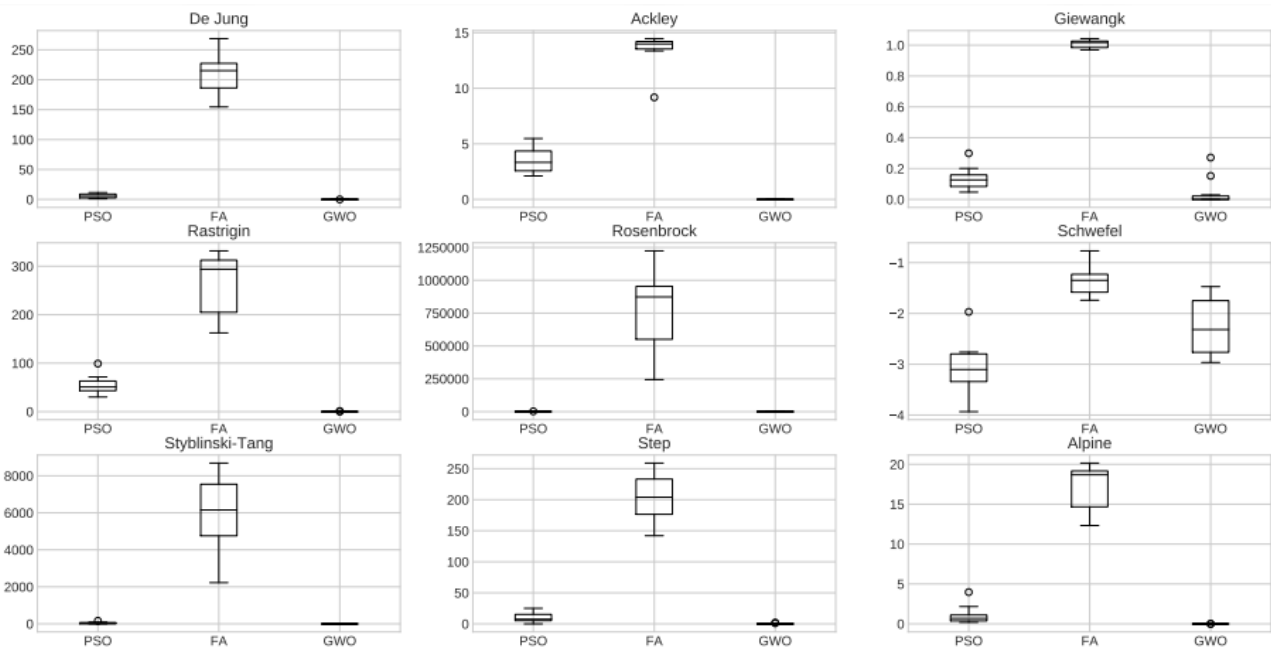 De Jung
250
200
150
100
50
0
PSO FA GWO
Ackley
15
10
5
0
PSO FA GWO
Giewangk
1.0
0.8
0.6
0.4
0.2
0.0
PSO FA GWO
Rastrigin
300
200
100
0
PSO FA GWO
Rosenbrock
1250000
1000000
750000
500000
250000
0
PSO FA GWO
Schwefel
−1
−2
−3
−4
PSO FA GWO
Styblinski-Tang
8000
6000
4000
2000
0
PSO FA GWO
Step
250
200
150
100
50
0
PSO FA GWO
Alpine
20
15
10
5
0
PSO FA GWO